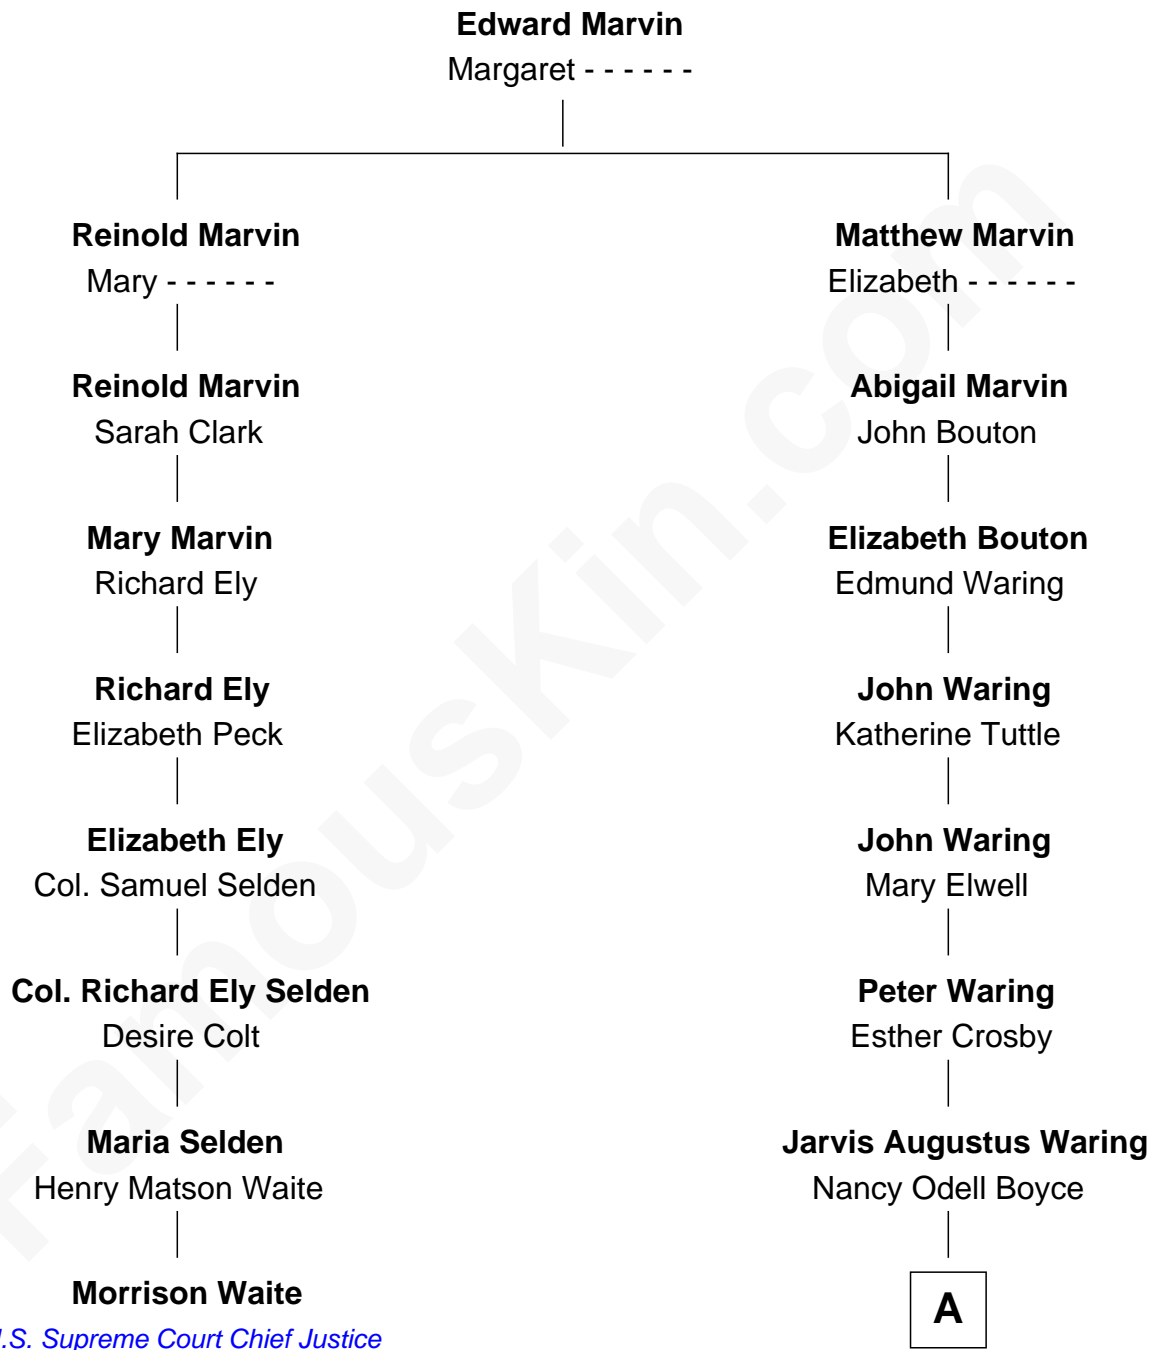 Edward Marvin
Margaret - - - - - -
Reinold Marvin
Mary - - - - - -
Matthew Marvin
Elizabeth - - - - - -
Reinold Marvin
Sarah Clark
Abigail Marvin
John Bouton
Mary Marvin
Richard Ely
Elizabeth Bouton
Edmund Waring
Richard Ely
Elizabeth Peck
John Waring
Katherine Tuttle
Elizabeth Ely
Col. Samuel Selden
John Waring
Mary Elwell
Col. Richard Ely Selden
Desire Colt
Peter Waring
Esther Crosby
Maria Selden
Henry Matson Waite
Jarvis Augustus Waring
Nancy Odell Boyce
Morrison Waite
.S. Supreme Court Chief Justice
A
FamousKin.com